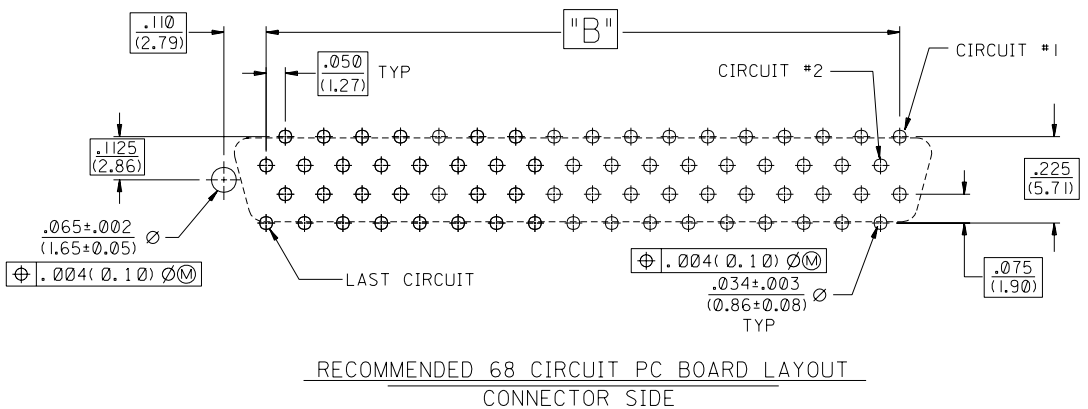 .110
(2.79)
"B"
CIRCUIT #1
.050
(1.27)
TYP
CIRCUIT #2
.1125
(2.86)
.225
(5.71)
.065±.002
(1.65±0.05) Ø
⌖ .004(0.10) Ø Ⓜ
LAST CIRCUIT
⌖ .004(0.10) Ø Ⓜ
.034±.003
(0.86±0.08) Ø
TYP
.075
(1.90)
RECOMMENDED 68 CIRCUIT PC BOARD LAYOUT
CONNECTOR SIDE